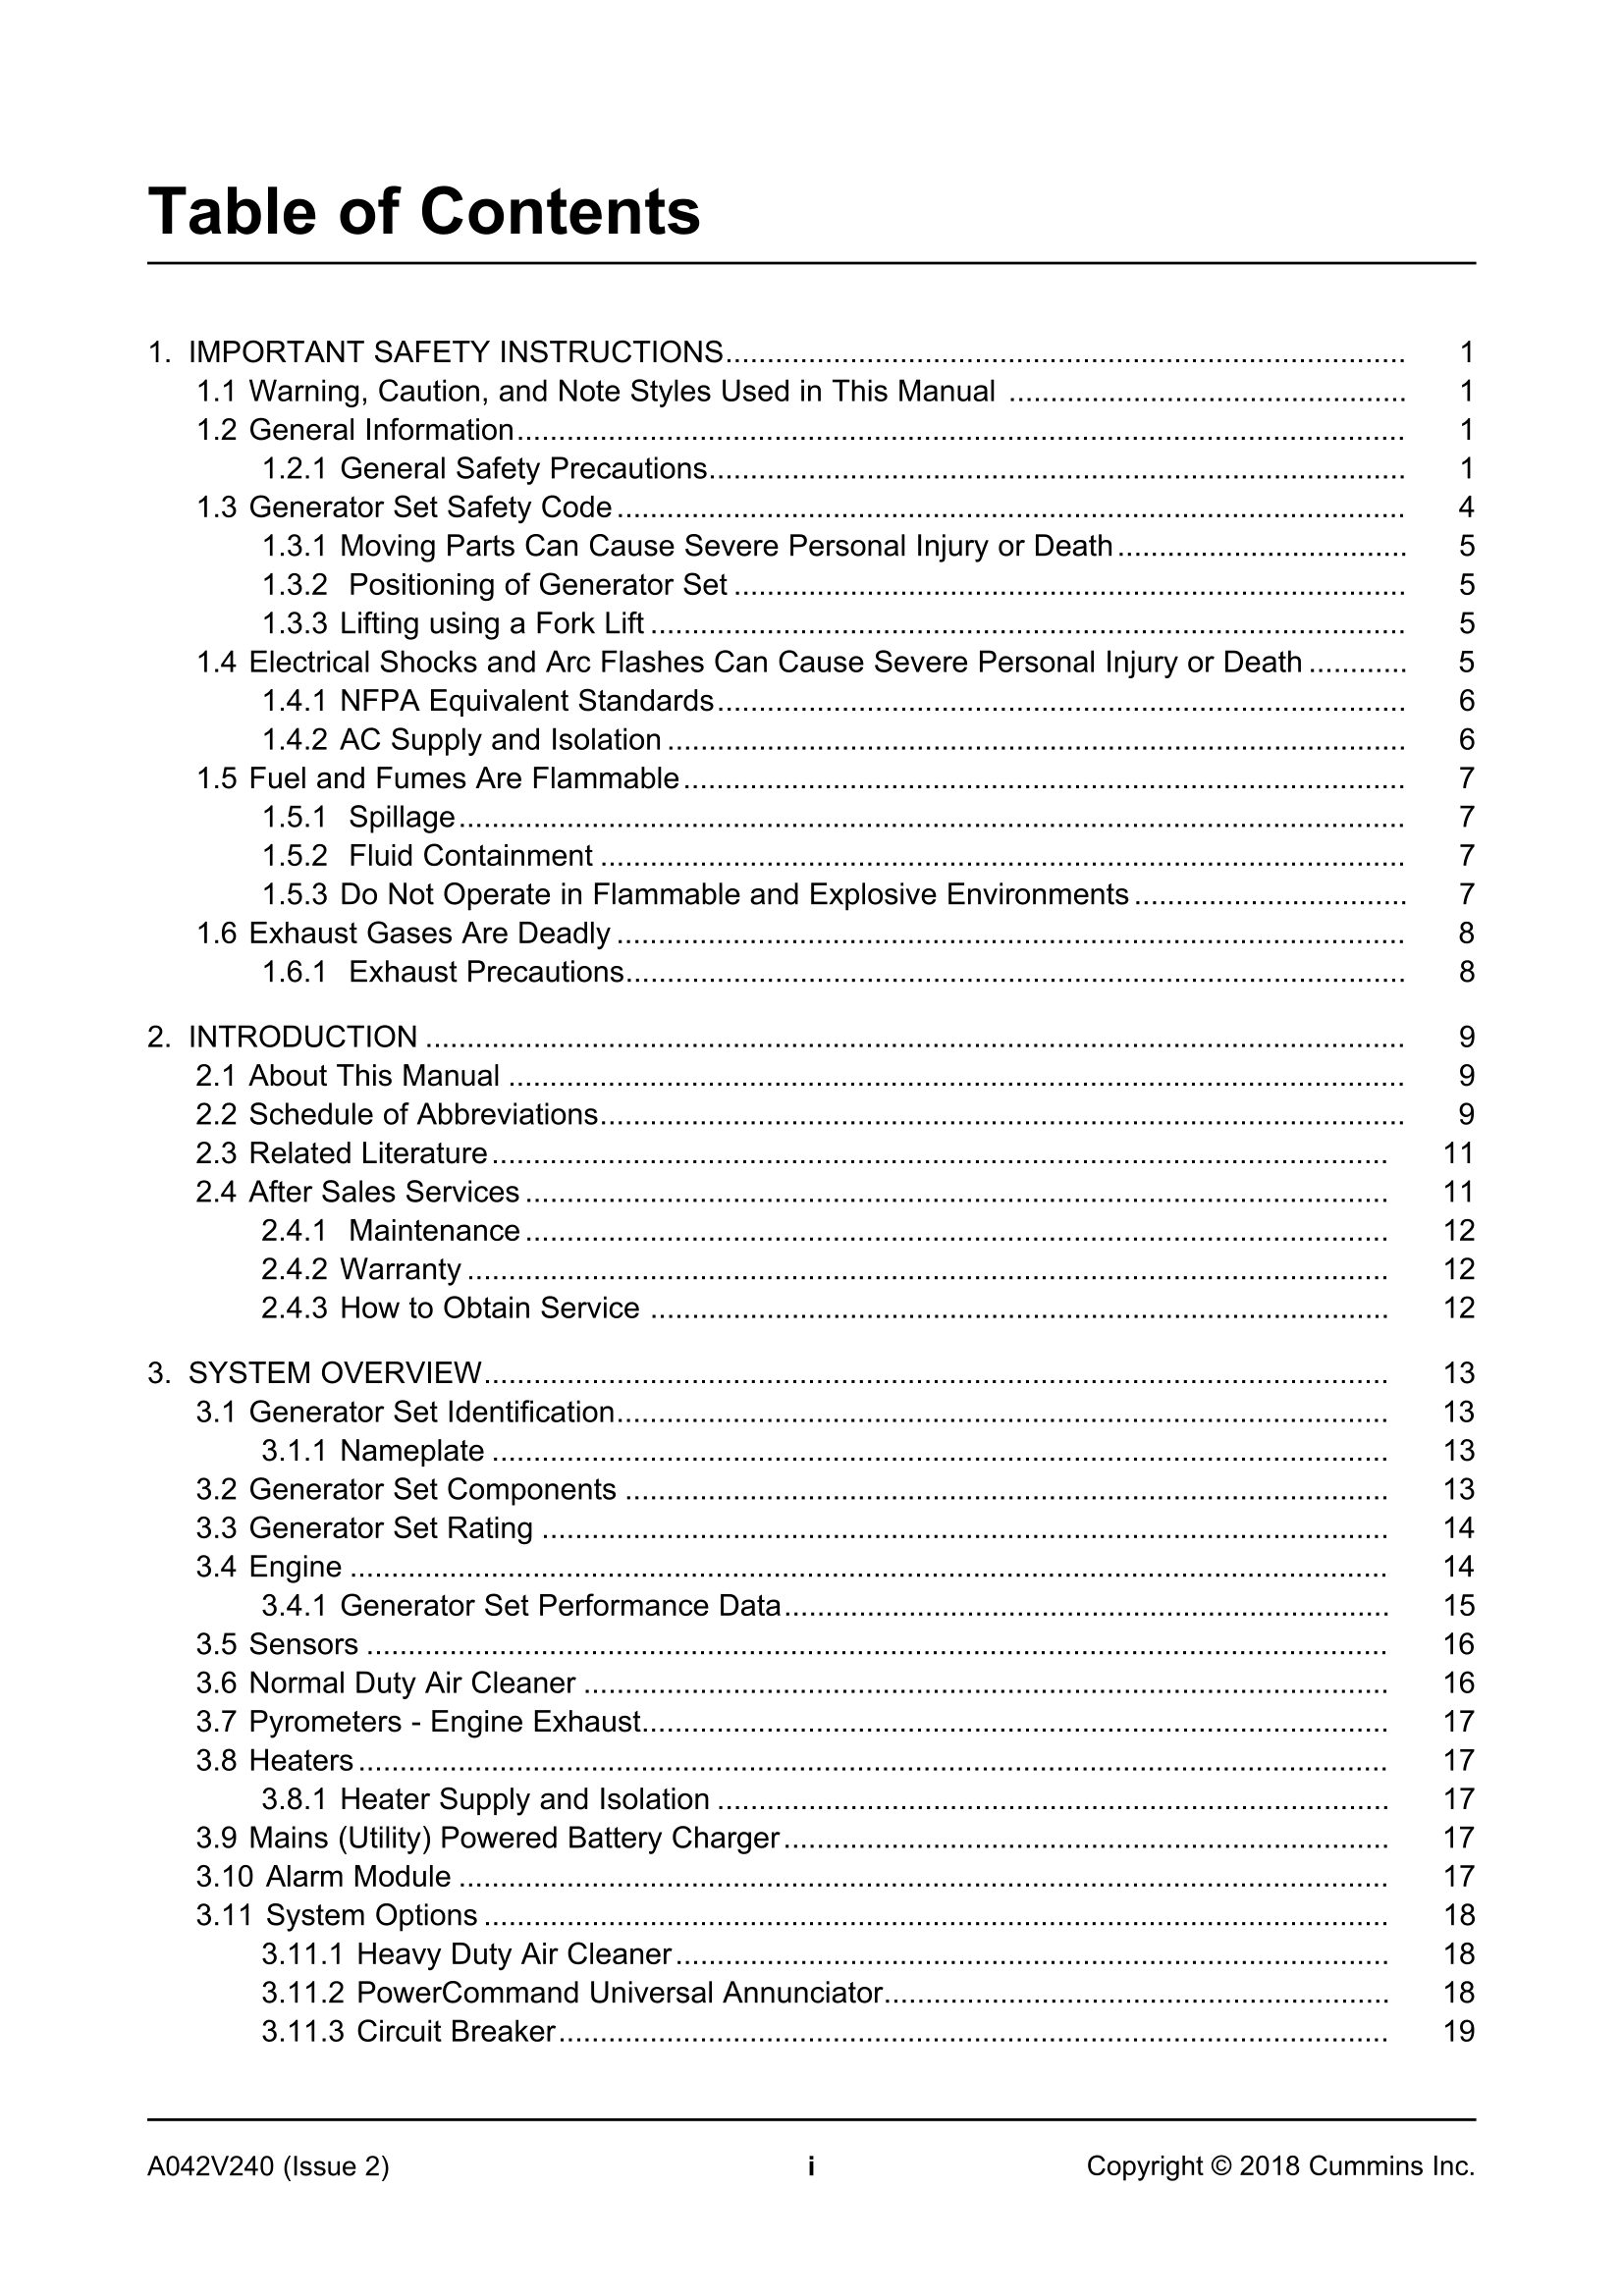 Table of Contents
1. IMPORTANT SAFETY INSTRUCTIONS.................................................................................. 1
1.1 Warning, Caution, and Note Styles Used in This Manual ................................................ 1
1.2 General Information........................................................................................................... 1
1.2.1 General Safety Precautions.................................................................................... 1
1.3 Generator Set Safety Code ............................................................................................... 4
1.3.1 Moving Parts Can Cause Severe Personal Injury or Death................................... 5
1.3.2 Positioning of Generator Set ................................................................................. 5
1.3.3 Lifting using a Fork Lift ........................................................................................... 5
1.4 Electrical Shocks and Arc Flashes Can Cause Severe Personal Injury or Death ............ 5
1.4.1 NFPA Equivalent Standards................................................................................... 6
1.4.2 AC Supply and Isolation ......................................................................................... 6
1.5 Fuel and Fumes Are Flammable....................................................................................... 7
1.5.1 Spillage.................................................................................................................. 7
1.5.2 Fluid Containment ................................................................................................. 7
1.5.3 Do Not Operate in Flammable and Explosive Environments ................................. 7
1.6 Exhaust Gases Are Deadly ............................................................................................... 8
1.6.1 Exhaust Precautions.............................................................................................. 8
2. INTRODUCTION ...................................................................................................................... 9
2.1 About This Manual ............................................................................................................ 9
2.2 Schedule of Abbreviations................................................................................................. 9
2.3 Related Literature............................................................................................................ 11
2.4 After Sales Services ........................................................................................................ 11
2.4.1 Maintenance ........................................................................................................ 12
2.4.2 Warranty ............................................................................................................... 12
2.4.3 How to Obtain Service ......................................................................................... 12
3. SYSTEM OVERVIEW............................................................................................................. 13
3.1 Generator Set Identification............................................................................................. 13
3.1.1 Nameplate ............................................................................................................ 13
3.2 Generator Set Components ............................................................................................ 13
3.3 Generator Set Rating ...................................................................................................... 14
3.4 Engine ............................................................................................................................. 14
3.4.1 Generator Set Performance Data......................................................................... 15
3.5 Sensors ........................................................................................................................... 16
3.6 Normal Duty Air Cleaner ................................................................................................. 16
3.7 Pyrometers - Engine Exhaust.......................................................................................... 17
3.8 Heaters............................................................................................................................ 17
3.8.1 Heater Supply and Isolation ................................................................................. 17
3.9 Mains (Utility) Powered Battery Charger......................................................................... 17
3.10 Alarm Module ................................................................................................................ 17
3.11 System Options ............................................................................................................. 18
3.11.1 Heavy Duty Air Cleaner...................................................................................... 18
3.11.2 PowerCommand Universal Annunciator............................................................. 18
3.11.3 Circuit Breaker.................................................................................................... 19
A042V240 (Issue 2) i Copyright © 2018 Cummins Inc.